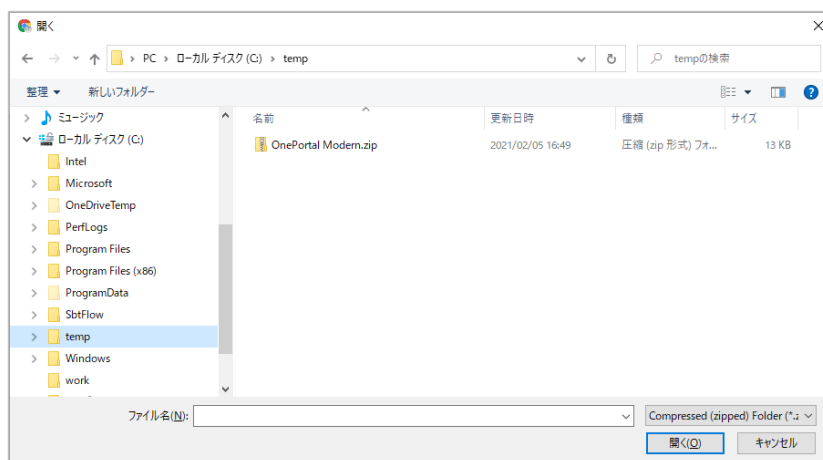 開く
PC › ローカル ディスク (C:) › temp
tempの検索
整理 新しいフォルダー
ミュージック
ローカル ディスク (C:)
Intel
Microsoft
OneDriveTemp
PerfLogs
Program Files
Program Files (x86)
ProgramData
SbtFlow
temp
Windows
work
名前 更新日時 種類 サイズ
OnePortal Modern.zip 2021/02/05 16:49 圧縮 (zip 形式) フォ... 13 KB
ファイル名(N): Compressed (zipped) Folder (*.z
開く(O) キャンセル